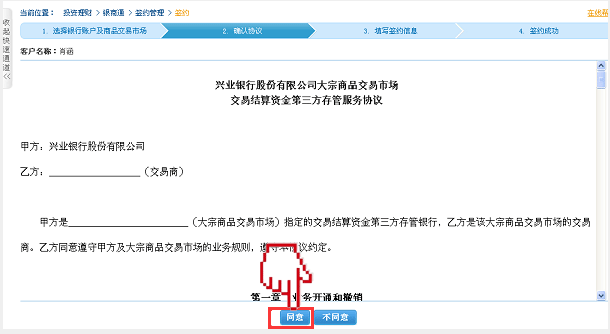 当前位置： 投资理财 > 银商通 > 签约管理 > 签约
在线帮
收起快速通道
<<
1. 选择银行账户及商品交易市场 2. 确认协议 3. 填写签约信息 4. 签约成功
客户名称：肖涵
兴业银行股份有限公司大宗商品交易市场
交易结算资金第三方存管服务协议
甲方：兴业银行股份有限公司
乙方：___________________（交易商）
甲方是_________________________（大宗商品交易市场）指定的交易结算资金第三方存管银行，乙方是该大宗商品交易市场的交易
商。乙方同意遵守甲方及大宗商品交易市场的业务规则，遵守本协议约定。
第一章 业务开通和撤销
同意 不同意